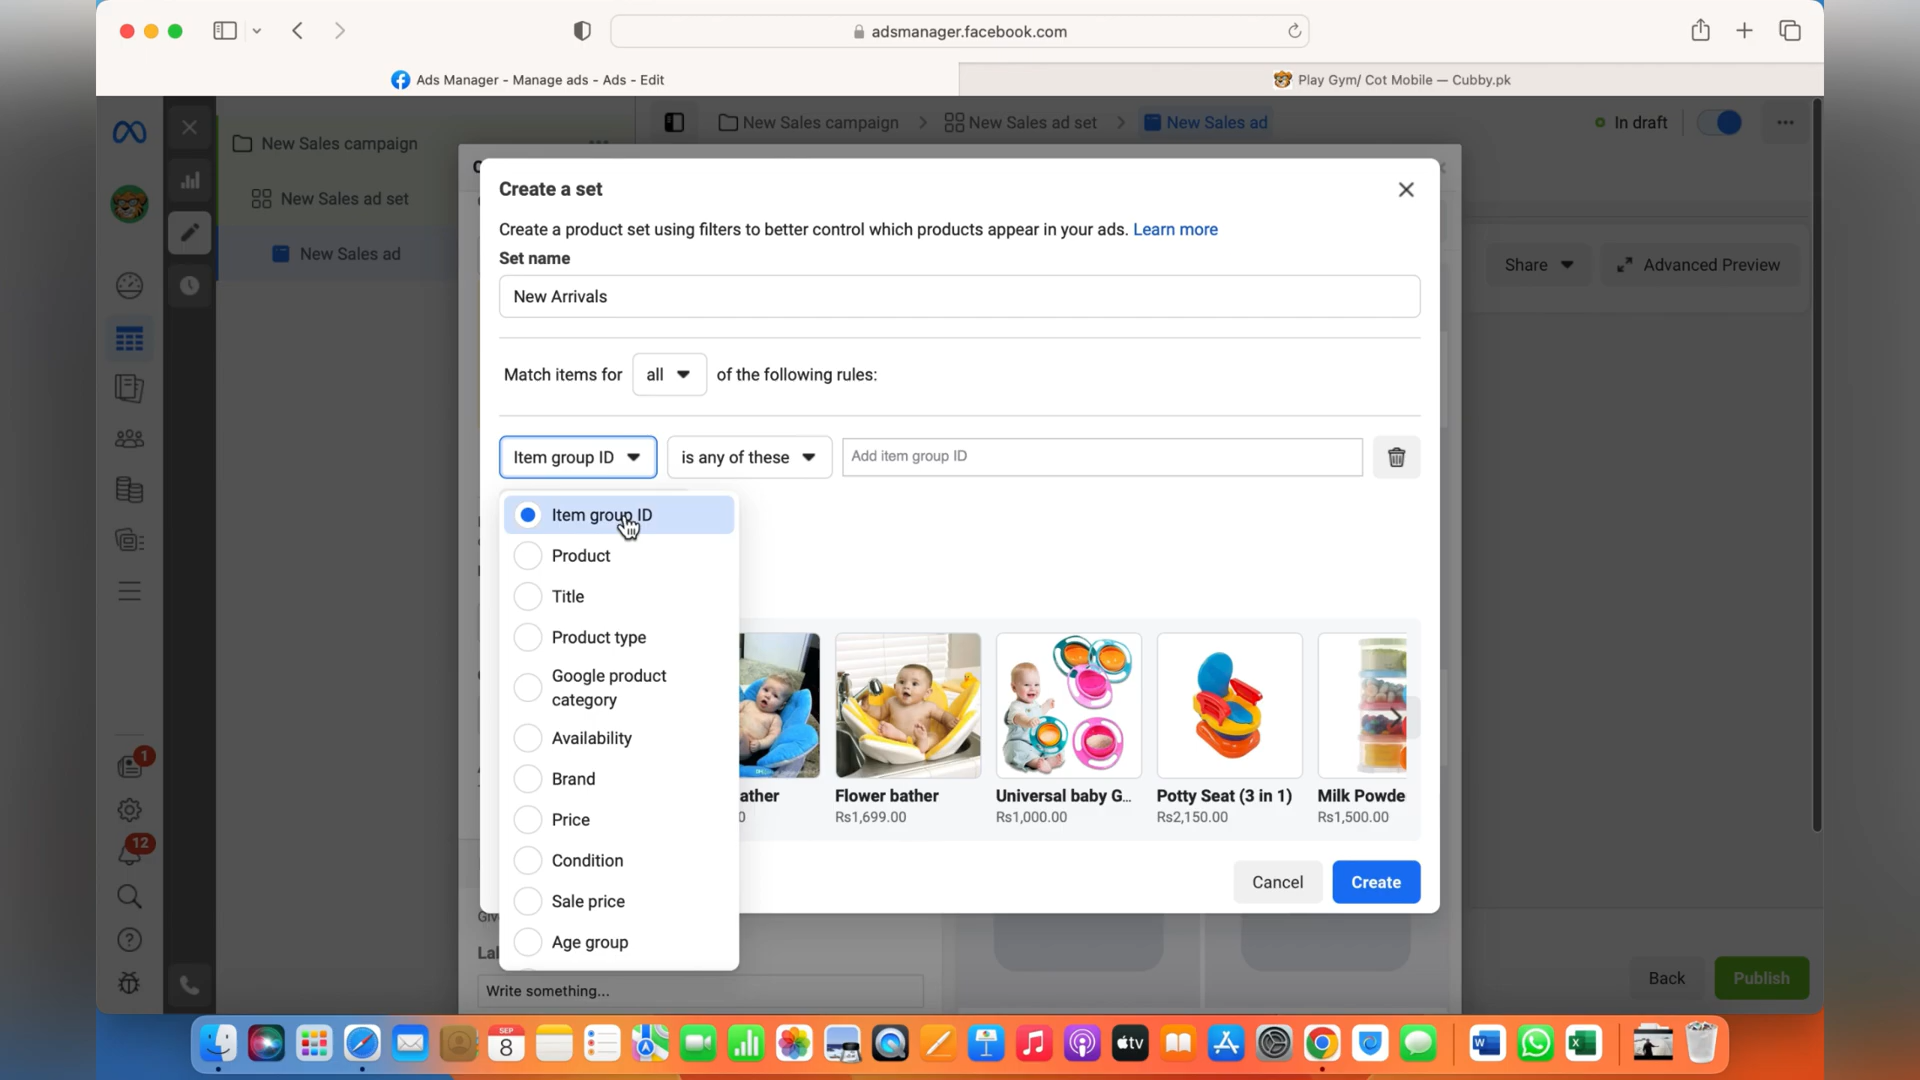 adsmanager.facebook.com
Ads Manager - Manage ads - Ads - Edit
Play Gym/ Cot Mobile — Cubby.pk
New Sales campaign
New Sales ad set
New Sales ad
New Sales campaign
New Sales ad set
New Sales ad
In draft
Share
Advanced Preview
Create a set
Create a product set using filters to better control which products appear in your ads. Learn more
Set name
New Arrivals
Match items for all of the following rules:
Item group ID
is any of these
Add item group ID
Item group ID
Product
Title
Product type
Google product
category
Availability
Brand
Price
Condition
Sale price
Age group
ather
0
Flower bather
Rs1,699.00
Universal baby G...
Rs1,000.00
Potty Seat (3 in 1)
Rs2,150.00
Milk Powde
Rs1,500.00
Cancel
Create
Write something...
Back
Publish
1
12
SEP
8
tv
W
X